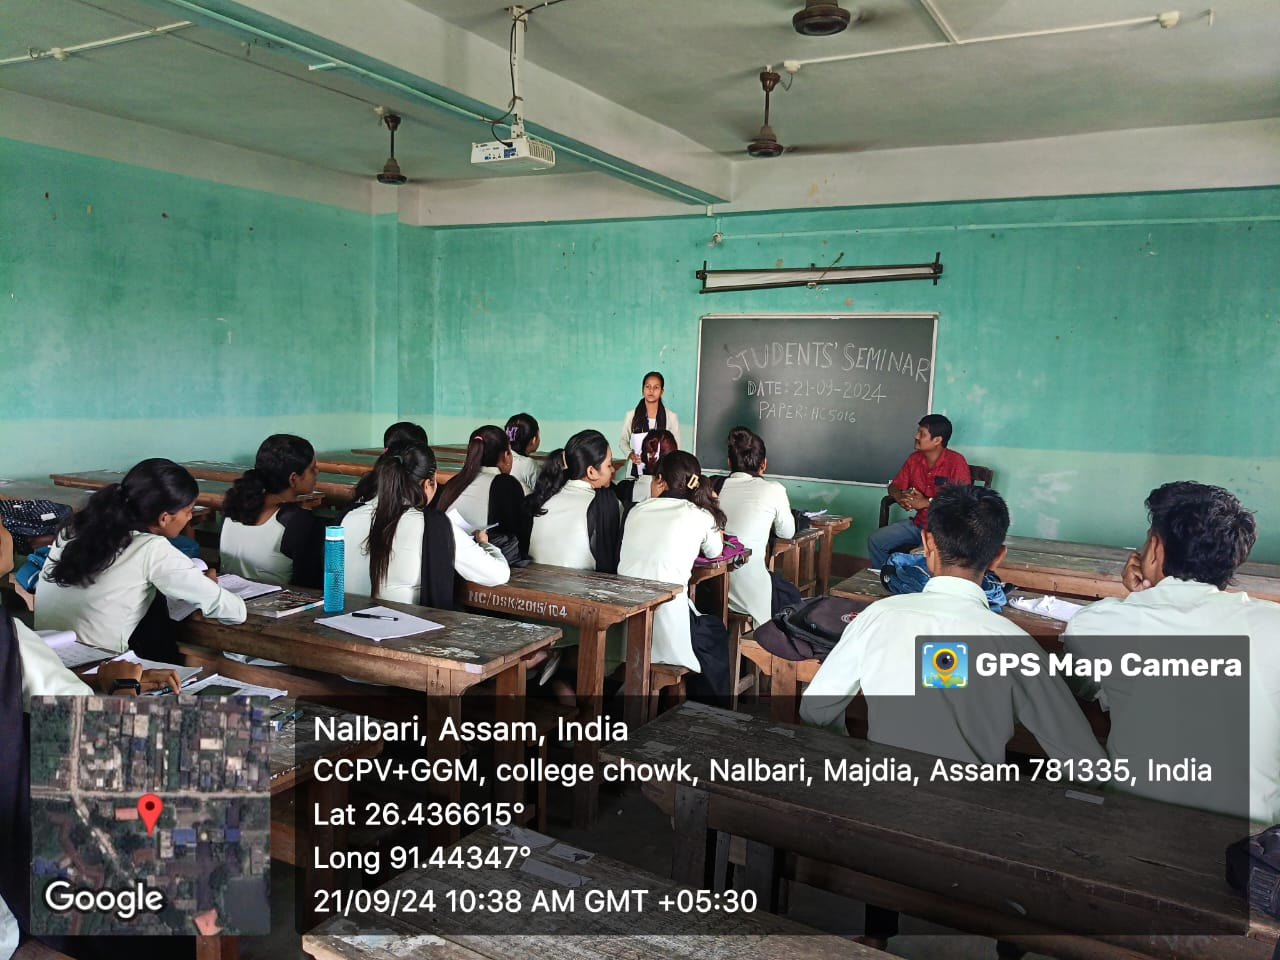 STUDENTS' SEMINAR
DATE: 21-09-2024
PAPER: HC5016
NC/DSK/2015/104
GPS Map Camera
Nalbari, Assam, India
CCPV+GGM, college chowk, Nalbari, Majdia, Assam 781335, India
Lat 26.436615°
Long 91.44347°
21/09/24 10:38 AM GMT +05:30
Google